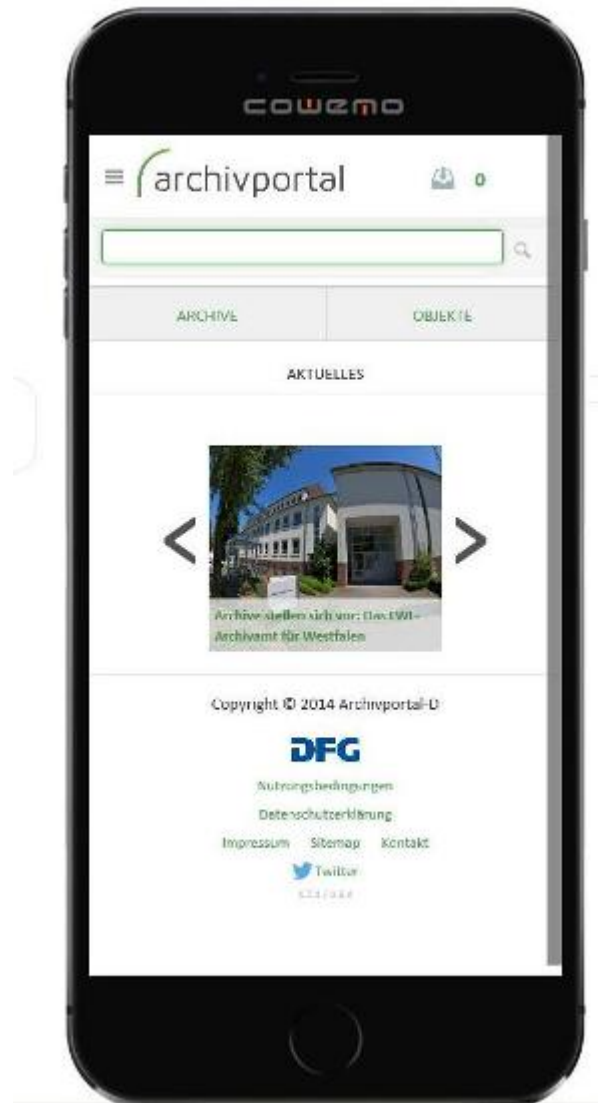 cowemo
archivportal
0
ARCHIVE OBJEKTE
AKTUELLES
< >
Archive stellen sich vor: Das LWL-
Archivamt für Westfalen
Copyright © 2014 Archivportal-D
DFG
Nutzungsbedingungen
Datenschutzerklärung
Impressum Sitemap Kontakt
Twitter